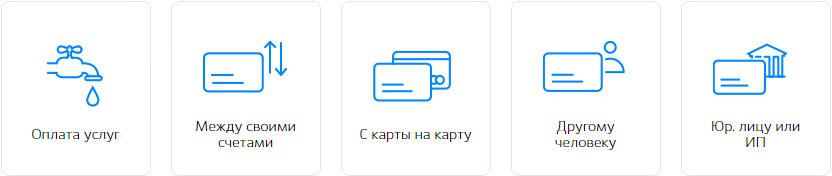 Оплата услуг
Между своими
счетами
С карты на карту
Другому
человеку
Юр. лицу или
ИП